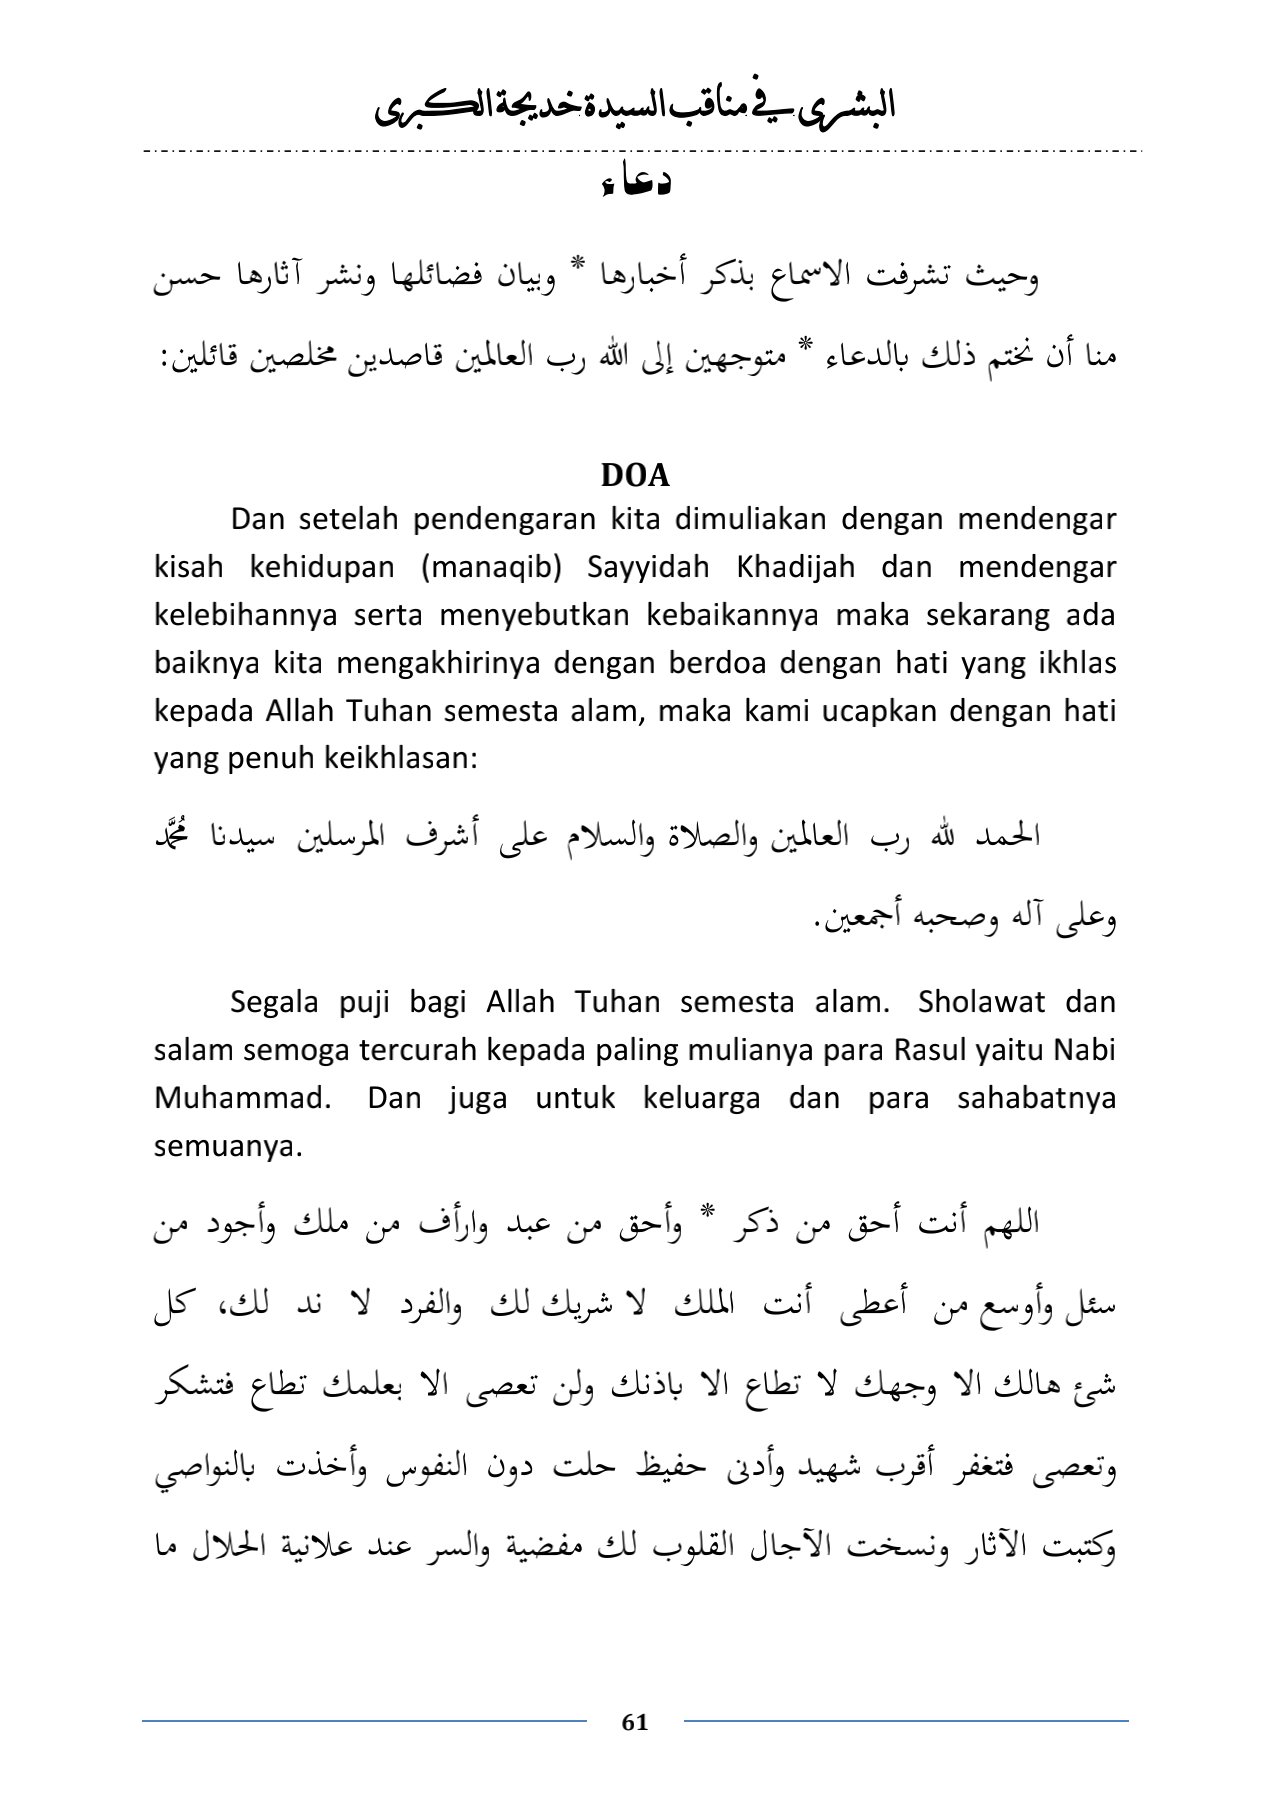 البشرى في مناقب السيدة خديجة الكبرى
دعاء
وحيث تشرفت الاسماع بذكر أخبارها * وبيان فضائلها ونشر آثارها حسن
منا أن نختم ذلك بالدعاء * متوجهين إلى الله رب العالمين قاصدين مخلصين قائلين:
DOA
Dan setelah pendengaran kita dimuliakan dengan mendengar
kisah kehidupan (manaqib) Sayyidah Khadijah dan mendengar
kelebihannya serta menyebutkan kebaikannya maka sekarang ada
baiknya kita mengakhirinya dengan berdoa dengan hati yang ikhlas
kepada Allah Tuhan semesta alam, maka kami ucapkan dengan hati
yang penuh keikhlasan:
الحمد لله رب العالمين والصلاة والسلام على أشرف المرسلين سيدنا مُحَمَّد
وعلى آله وصحبه أجمعين.
Segala puji bagi Allah Tuhan semesta alam. Sholawat dan
salam semoga tercurah kepada paling mulianya para Rasul yaitu Nabi
Muhammad. Dan juga untuk keluarga dan para sahabatnya
semuanya.
اللهم أنت أحق من ذكر * وأحق من عبد وارأف من ملك وأجود من
سئل وأوسع من أعطى أنت الملك لا شريك لك والفرد لا ند لك، كل
شئ هالك الا وجهك لا تطاع الا باذنك ولن تعصى الا بعلمك تطاع فتشكر
وتعصى فتغفر أقرب شهيد وأدنى حفيظ حلت دون النفوس وأخذت بالنواصي
وكتبت الآثار ونسخت الآجال القلوب لك مفضية والسر عند علانية الحلال ما
61